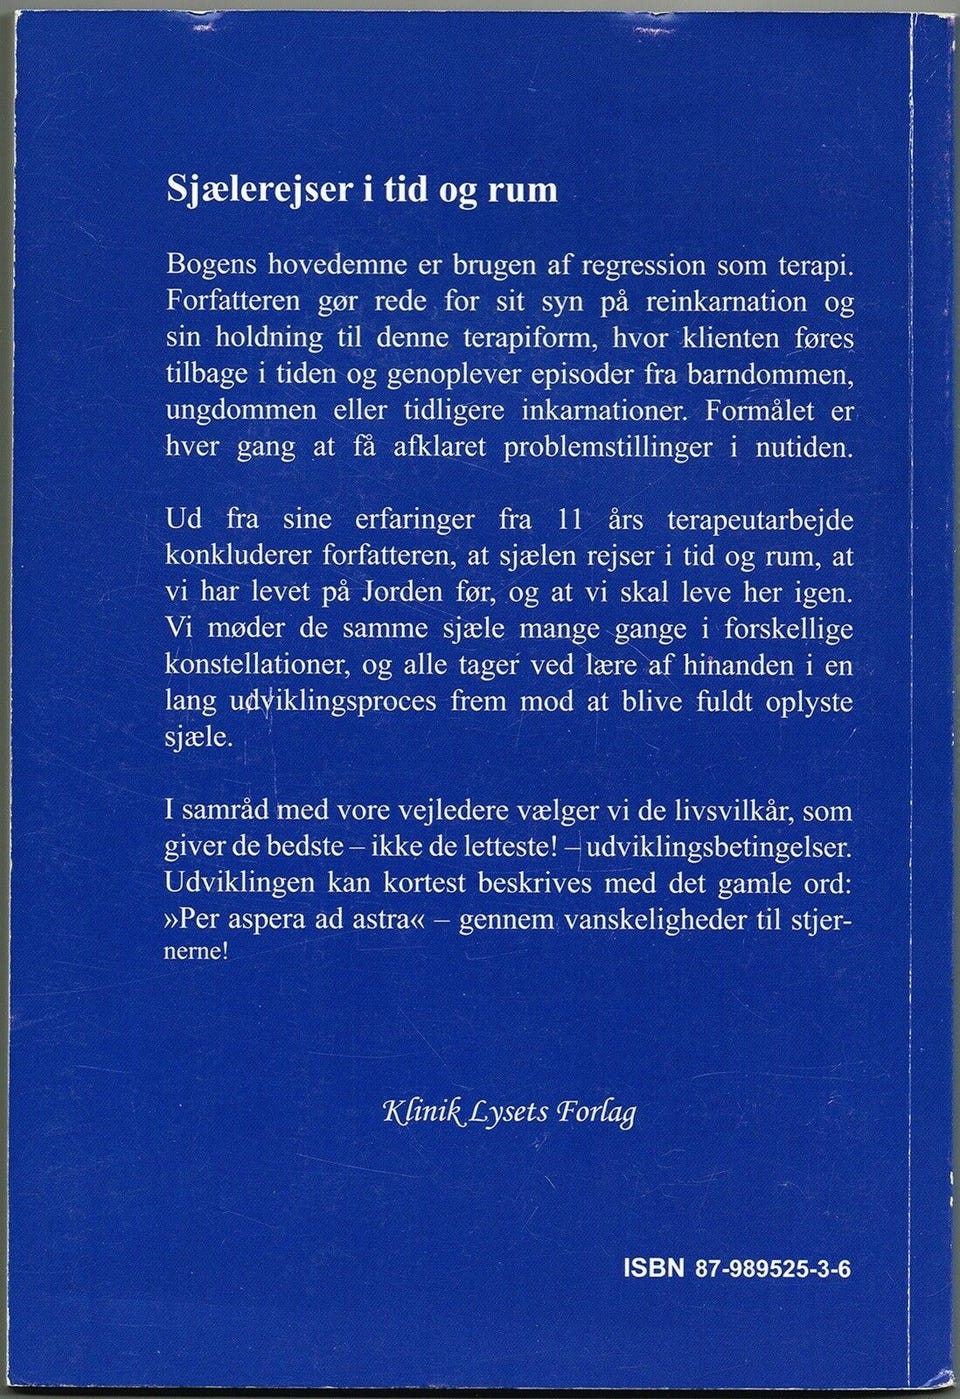 Sjælerejser i tid og rum
Bogens hovedemne er brugen af regression som terapi.
Forfatteren gør rede for sit syn på reinkarnation og
sin holdning til denne terapiform, hvor klienten føres
tilbage i tiden og genoplever episoder fra barndommen,
ungdommen eller tidligere inkarnationer. Formålet er
hver gang at få afklaret problemstillinger i nutiden.
Ud fra sine erfaringer fra 11 års terapeutarbejde
konkluderer forfatteren, at sjælen rejser i tid og rum, at
vi har levet på Jorden før, og at vi skal leve her igen.
Vi møder de samme sjæle mange gange i forskellige
konstellationer, og alle tager ved lære af hinanden i en
lang udviklingsproces frem mod at blive fuldt oplyste
sjæle.
I samråd med vore vejledere vælger vi de livsvilkår, som
giver de bedste – ikke de letteste! – udviklingsbetingelser.
Udviklingen kan kortest beskrives med det gamle ord:
»Per aspera ad astra« – gennem vanskeligheder til stjer-
nerne!
Klinik Lysets Forlag
ISBN 87-989525-3-6